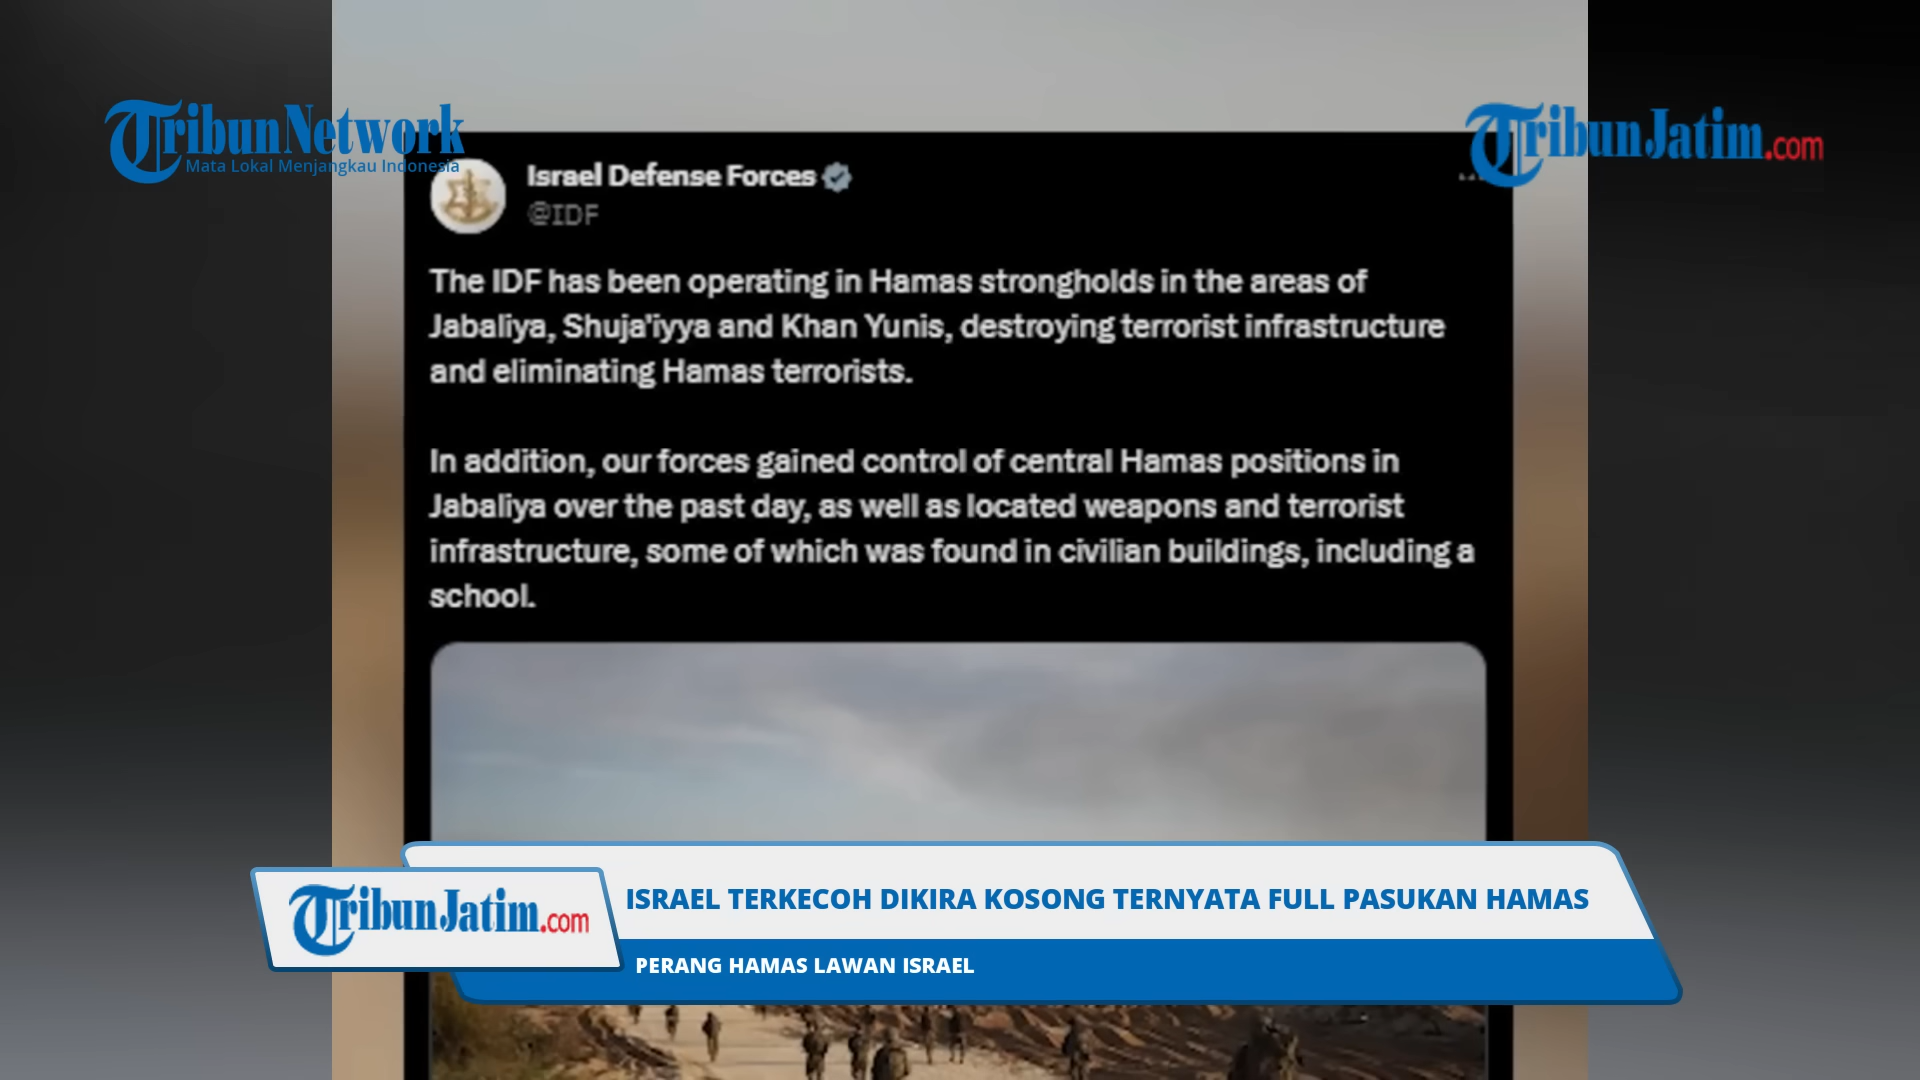 TribunNetwork
Mata Lokal Menjangkau Indonesia
TribunJatim.com
Israel Defense Forces
@IDF
The IDF has been operating in Hamas strongholds in the areas of
Jabaliya, Shuja'iyya and Khan Yunis, destroying terrorist infrastructure
and eliminating Hamas terrorists.
In addition, our forces gained control of central Hamas positions in
Jabaliya over the past day, as well as located weapons and terrorist
infrastructure, some of which was found in civilian buildings, including a
school.
TribunJatim.com
ISRAEL TERKECOH DIKIRA KOSONG TERNYATA FULL PASUKAN HAMAS
PERANG HAMAS LAWAN ISRAEL